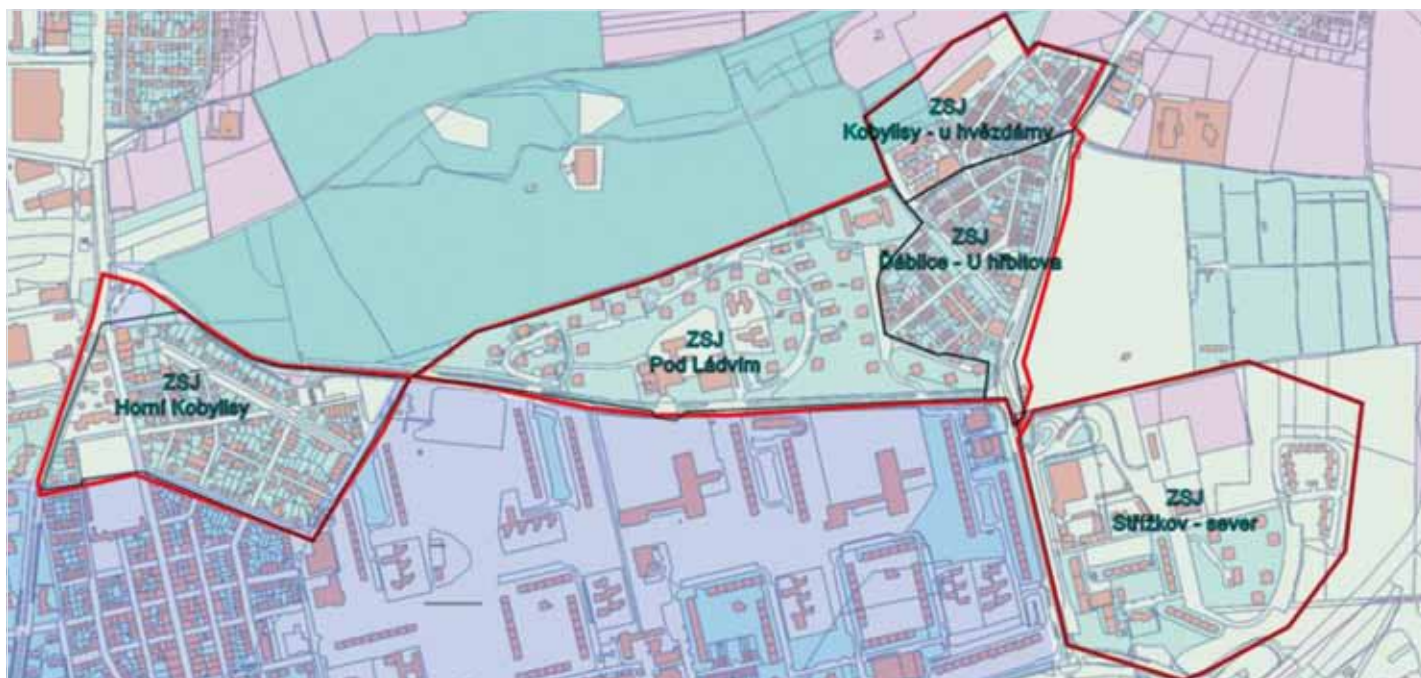 ZSJ
Kobylisy - u hvězdárny
ZSJ
Ďáblice - U hřbitova
ZSJ
Pod Ládvím
ZSJ
Horní Kobylisy
ZSJ
Střížkov - sever